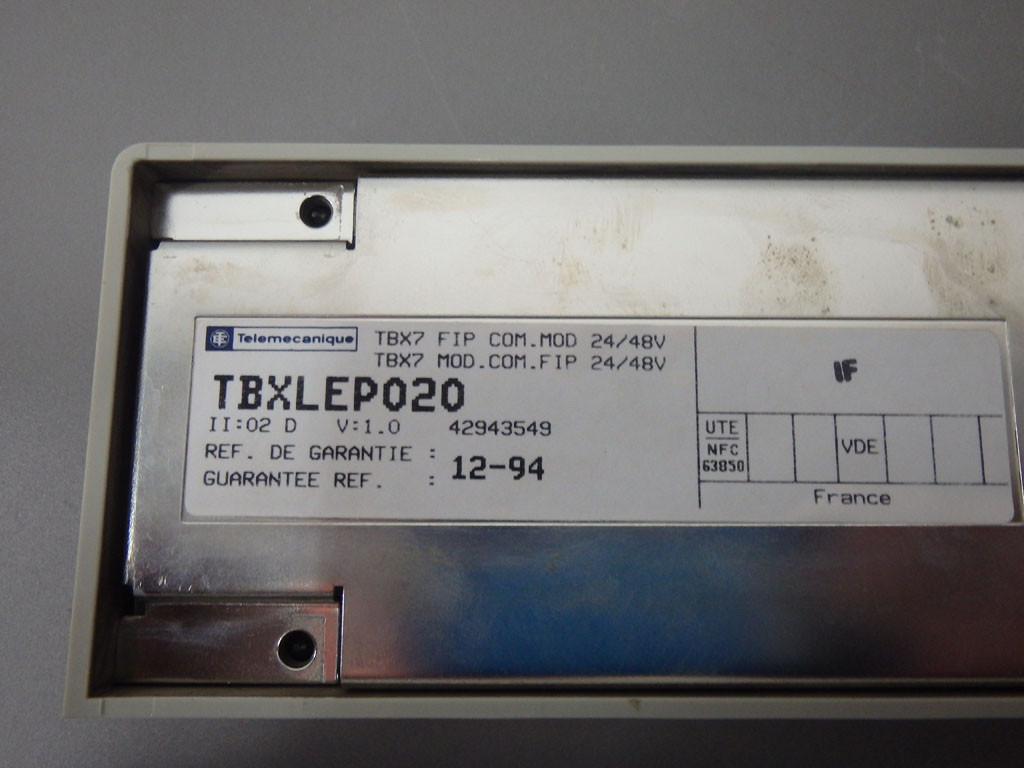 Telemecanique TBX7 FIP COM.MOD 24/48V
TBX7 MOD.COM.FIP 24/48V
TBXLEP020
II:02 D V:1.0 42943549
REF. DE GARANTIE :
GUARANTEE REF. : 12-94
IF
UTE
NFC
63850
VDE
France